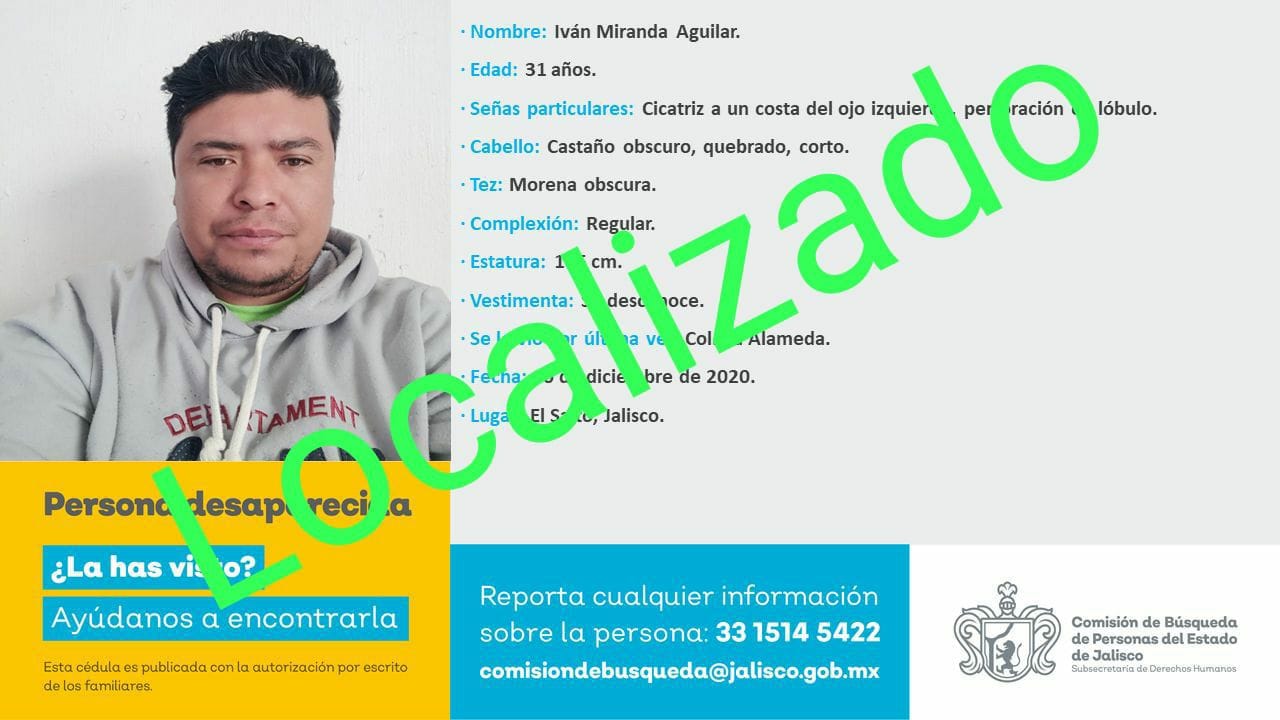 · Nombre: Iván Miranda Aguilar.
· Edad: 31 años.
· Señas particulares: Cicatriz a un costa del ojo izquierdo, perforación lóbulo.
· Cabello: Castaño obscuro, quebrado, corto.
· Tez: Morena obscura.
· Complexión: Regular.
· Estatura: cm.
· Vestimenta: Se desconoce.
· Se le vio por última vez: Colonia Alameda.
· Fecha: de diciembre de 2020.
· Lugar: El Salto, Jalisco.
Localizado
DEPARTAMENT
Persona desaparecida
¿La has visto?
Ayúdanos a encontrarla
Esta cédula es publicada con la autorización por escrito
de los familiares.
Reporta cualquier información
sobre la persona: 33 1514 5422
comisiondebusqueda@jalisco.gob.mx
Comisión de Búsqueda
de Personas del Estado
de Jalisco
Subsecretaría de Derechos Humanos